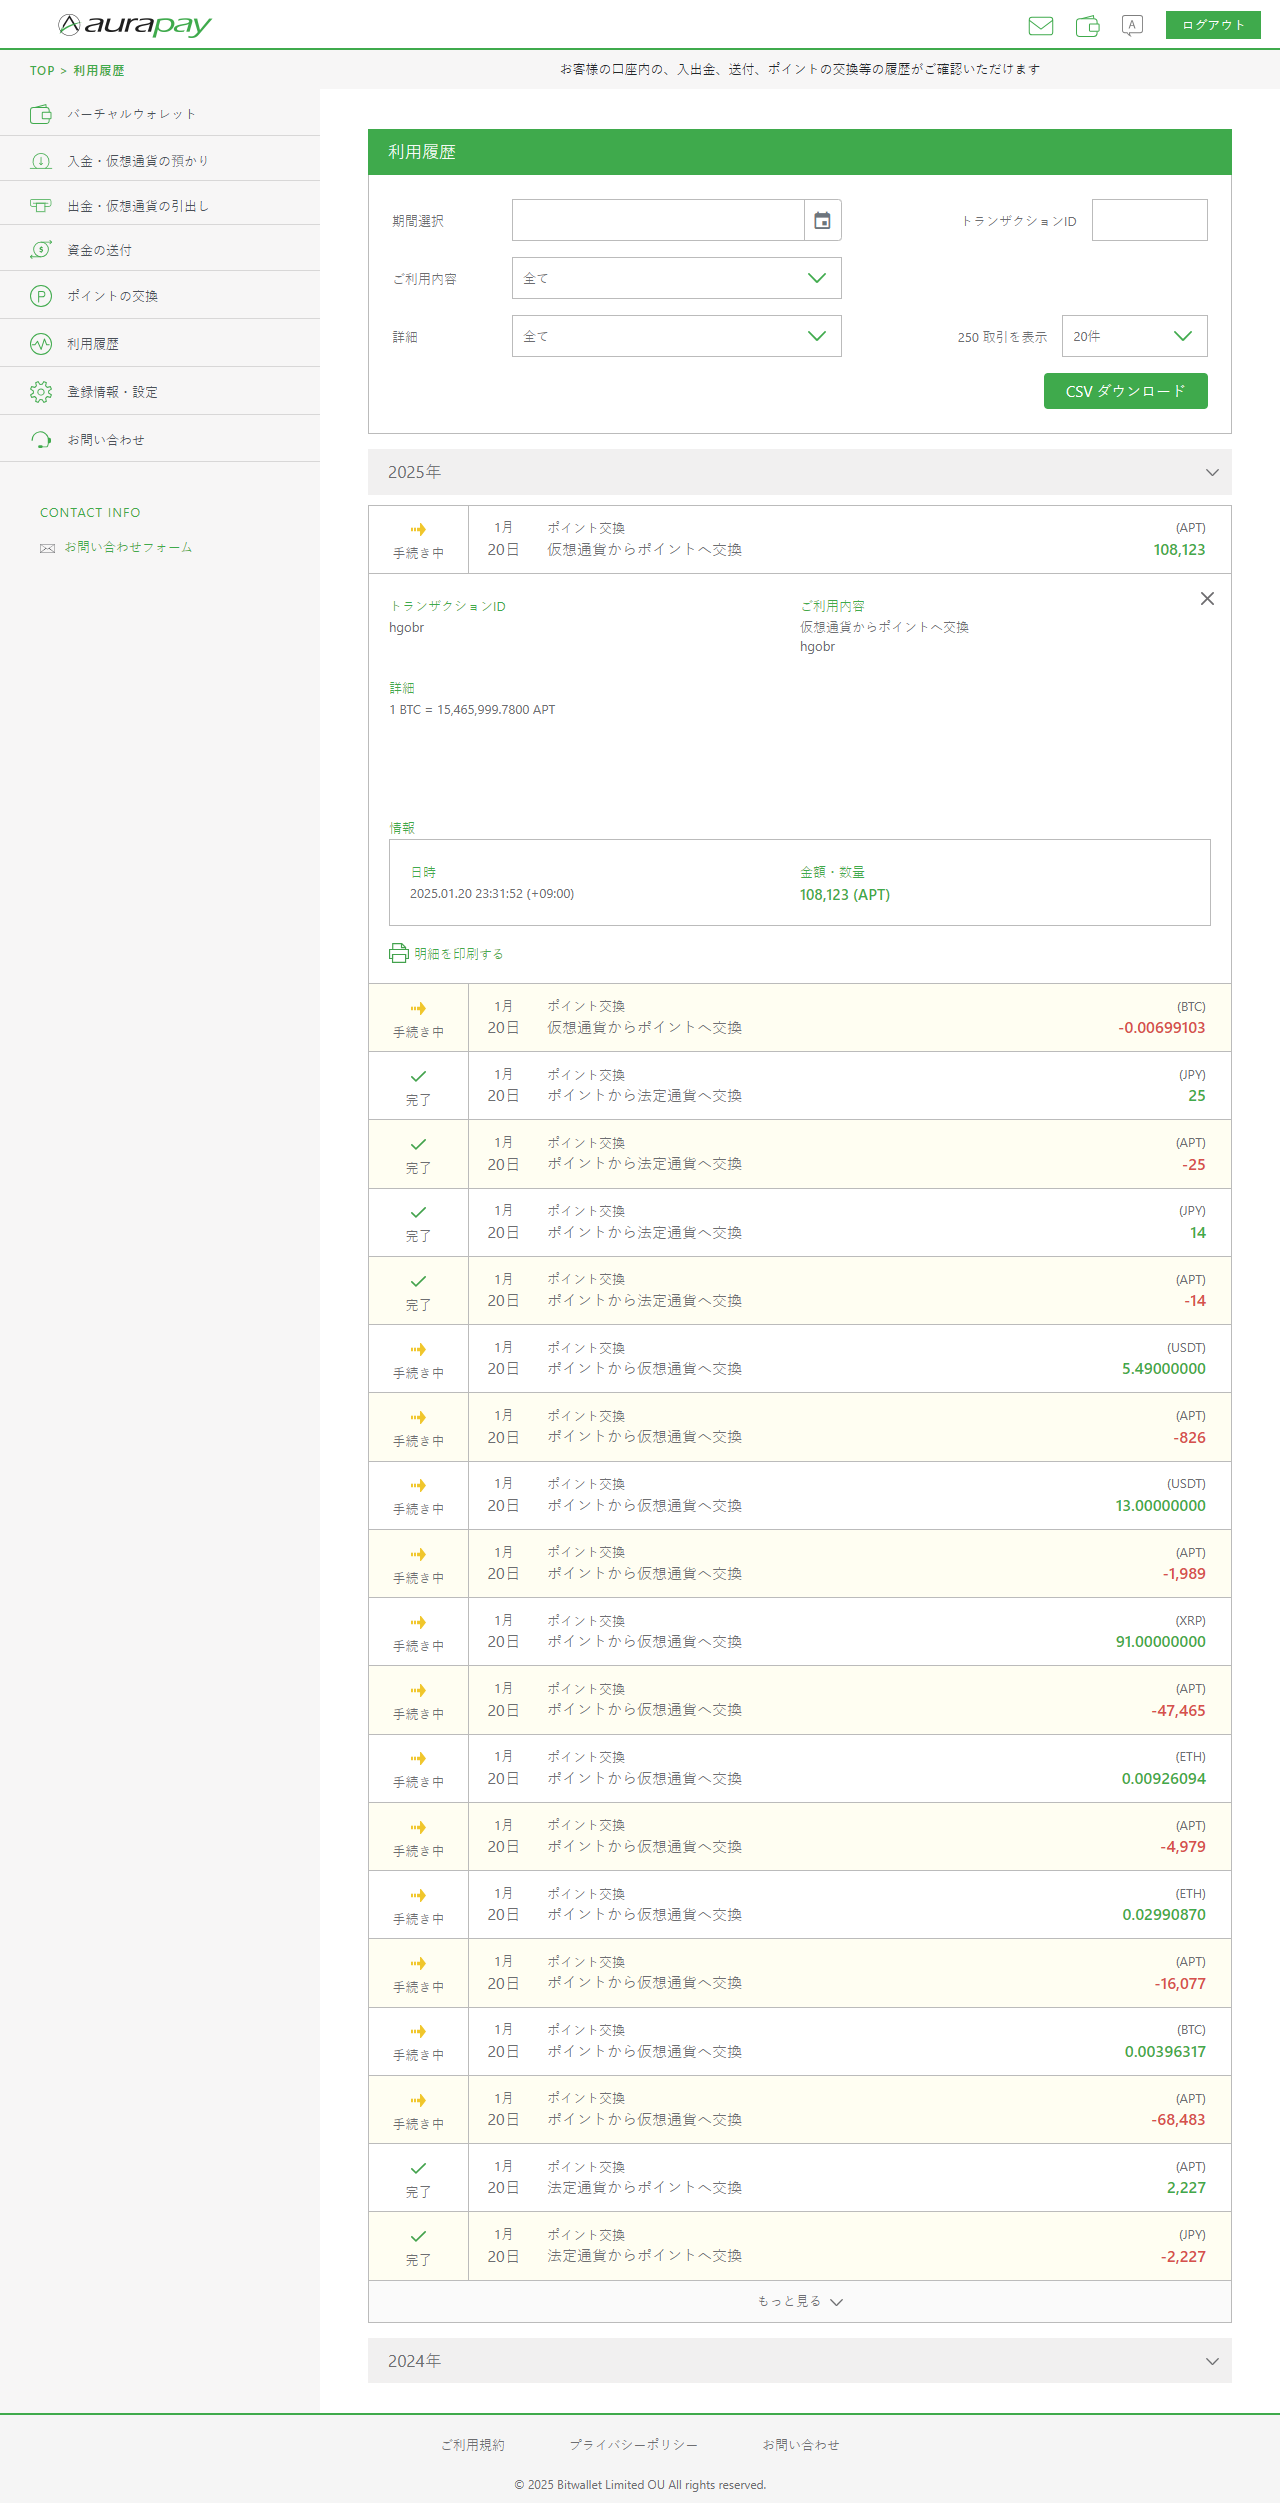 aurapay
A
ログアウト
TOP > 利用履歴
お客様の口座内の、入出金、送付、ポイントの交換等の履歴がご確認いただけます
バーチャルウォレット
入金・仮想通貨の預かり
出金・仮想通貨の引出し
資金の送付
ポイントの交換
利用履歴
登録情報・設定
お問い合わせ
CONTACT INFO
お問い合わせフォーム
利用履歴
期間選択
トランザクションID
ご利用内容
全て
詳細
全て
250 取引を表示
20件
CSV ダウンロード
2025年
手続き中
1月
20日
ポイント交換
仮想通貨からポイントへ交換
(APT)
108,123
トランザクションID
hgobr
ご利用内容
仮想通貨からポイントへ交換
hgobr
詳細
1 BTC = 15,465,999.7800 APT
情報
日時
2025.01.20 23:31:52 (+09:00)
金額・数量
108,123 (APT)
明細を印刷する
手続き中
1月
20日
ポイント交換
仮想通貨からポイントへ交換
(BTC)
-0.00699103
完了
1月
20日
ポイント交換
ポイントから法定通貨へ交換
(JPY)
25
完了
1月
20日
ポイント交換
ポイントから法定通貨へ交換
(APT)
-25
完了
1月
20日
ポイント交換
ポイントから法定通貨へ交換
(JPY)
14
完了
1月
20日
ポイント交換
ポイントから法定通貨へ交換
(APT)
-14
手続き中
1月
20日
ポイント交換
ポイントから仮想通貨へ交換
(USDT)
5.49000000
手続き中
1月
20日
ポイント交換
ポイントから仮想通貨へ交換
(APT)
-826
手続き中
1月
20日
ポイント交換
ポイントから仮想通貨へ交換
(USDT)
13.00000000
手続き中
1月
20日
ポイント交換
ポイントから仮想通貨へ交換
(APT)
-1,989
手続き中
1月
20日
ポイント交換
ポイントから仮想通貨へ交換
(XRP)
91.00000000
手続き中
1月
20日
ポイント交換
ポイントから仮想通貨へ交換
(APT)
-47,465
手続き中
1月
20日
ポイント交換
ポイントから仮想通貨へ交換
(ETH)
0.00926094
手続き中
1月
20日
ポイント交換
ポイントから仮想通貨へ交換
(APT)
-4,979
手続き中
1月
20日
ポイント交換
ポイントから仮想通貨へ交換
(ETH)
0.02990870
手続き中
1月
20日
ポイント交換
ポイントから仮想通貨へ交換
(APT)
-16,077
手続き中
1月
20日
ポイント交換
ポイントから仮想通貨へ交換
(BTC)
0.00396317
手続き中
1月
20日
ポイント交換
ポイントから仮想通貨へ交換
(APT)
-68,483
完了
1月
20日
ポイント交換
法定通貨からポイントへ交換
(APT)
2,227
完了
1月
20日
ポイント交換
法定通貨からポイントへ交換
(JPY)
-2,227
もっと見る
2024年
ご利用規約
プライバシーポリシー
お問い合わせ
© 2025 Bitwallet Limited OU All rights reserved.